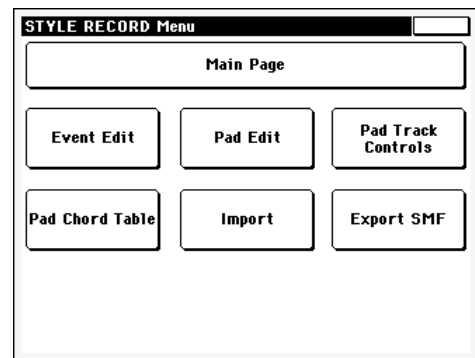 STYLE RECORD Menu
Main Page
Event Edit
Pad Edit
Pad Track
Controls
Pad Chord Table
Import
Export SMF